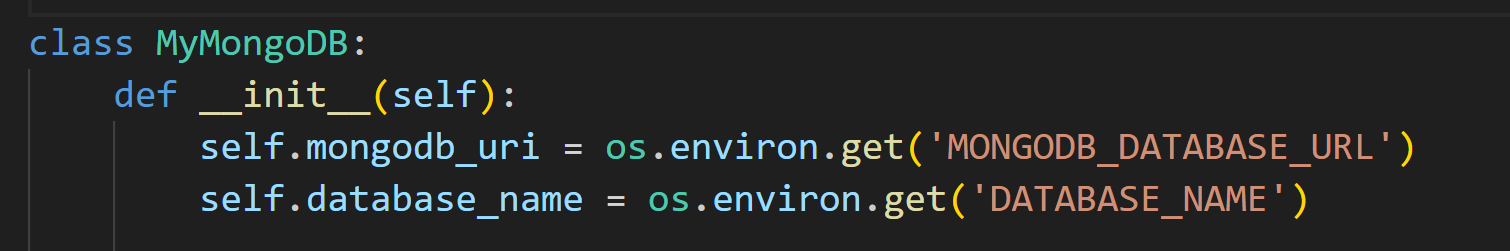 class MyMongoDB:
    def __init__(self):
        self.mongodb_uri = os.environ.get('MONGODB_DATABASE_URL')
        self.database_name = os.environ.get('DATABASE_NAME')